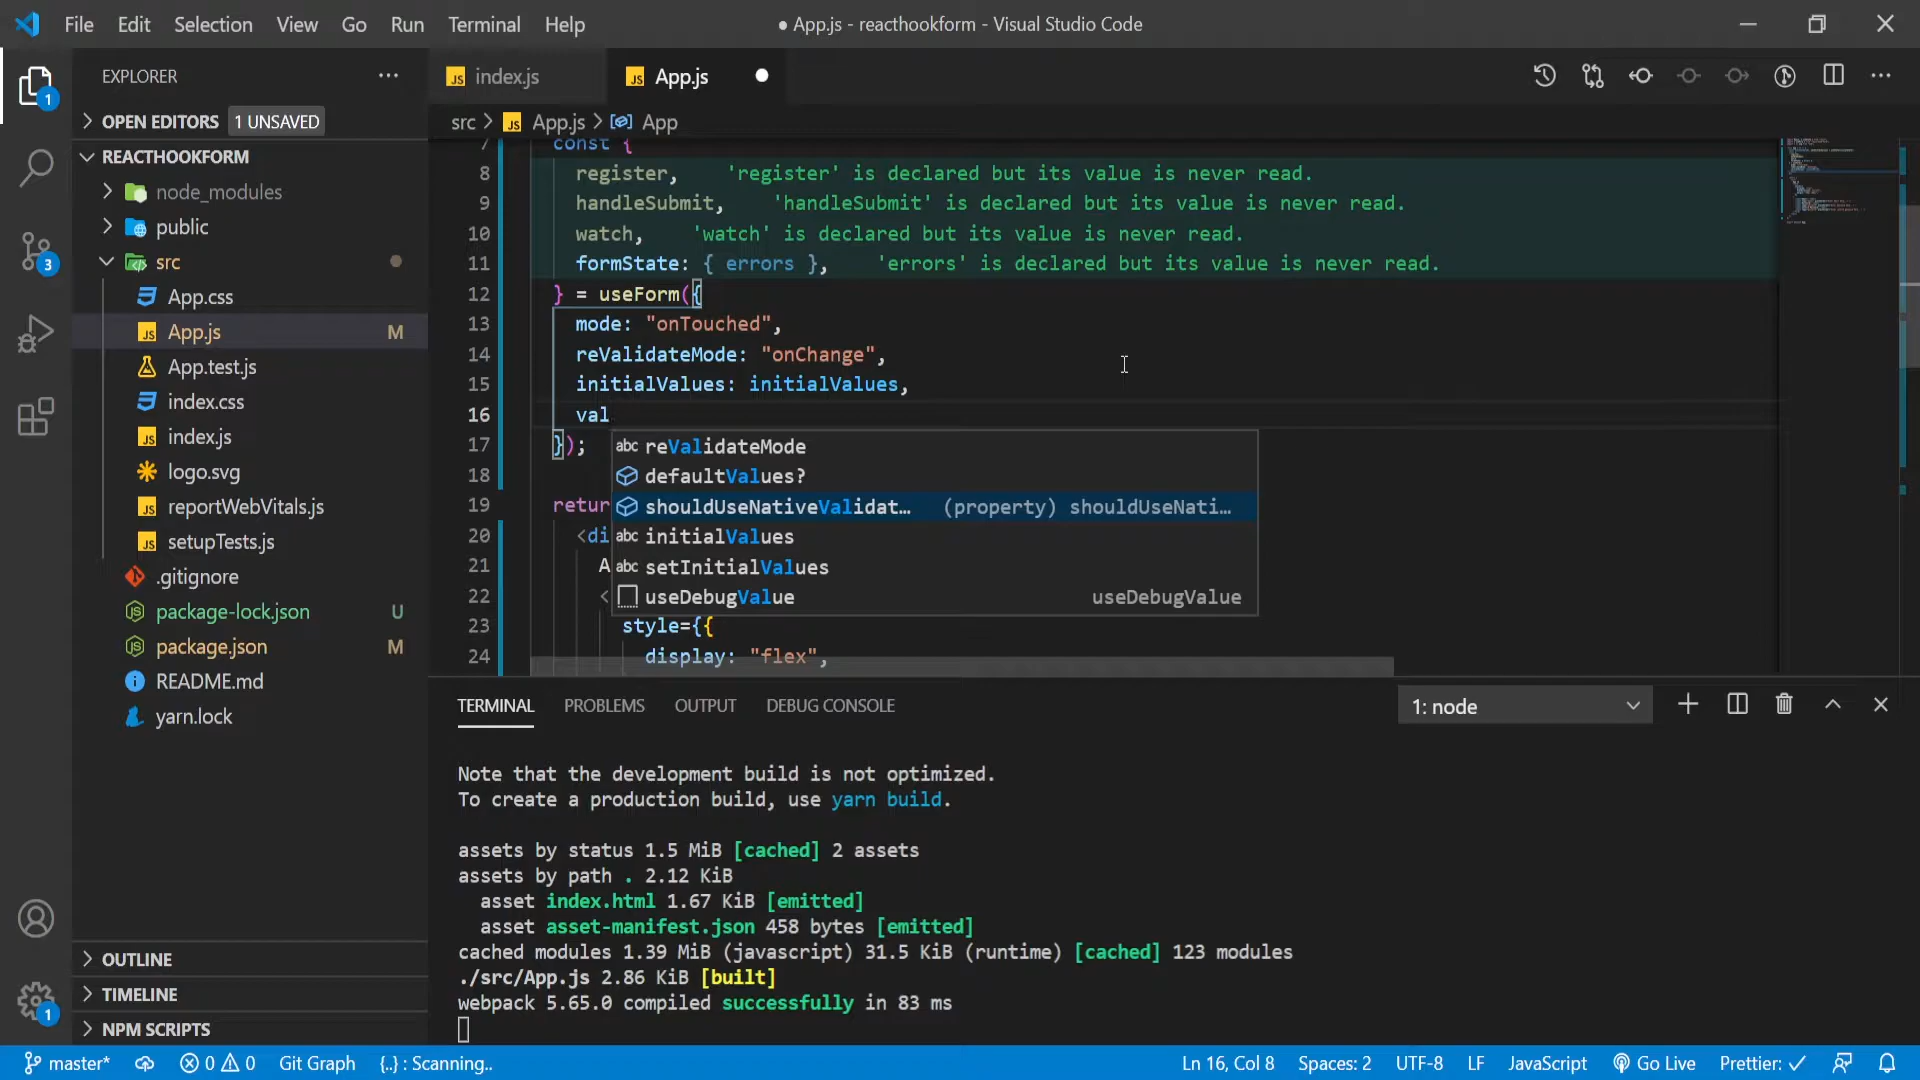 File Edit Selection View Go Run Terminal Help
● App.js - reacthookform - Visual Studio Code
EXPLORER
OPEN EDITORS 1 UNSAVED
REACTHOOKFORM
node_modules
public
src
App.css
App.js M
App.test.js
index.css
index.js
logo.svg
reportWebVitals.js
setupTests.js
.gitignore
package-lock.json U
package.json M
README.md
yarn.lock
OUTLINE
TIMELINE
NPM SCRIPTS
1
3
1
JS index.js
JS App.js
src > JS App.js > App
7 const {
8 register, 'register' is declared but its value is never read.
9 handleSubmit, 'handleSubmit' is declared but its value is never read.
10 watch, 'watch' is declared but its value is never read.
11 formState: { errors }, 'errors' is declared but its value is never read.
12 } = useForm({
13 mode: "onTouched",
14 reValidateMode: "onChange",
15 initialValues: initialValues,
16 val
17 });
18
19 retur
20 <di
21 A
22 <
23 style={{
24 display: "flex",
abc reValidateMode
defaultValues?
shouldUseNativeValidat… (property) shouldUseNati…
abc initialValues
abc setInitialValues
useDebugValue useDebugValue
TERMINAL PROBLEMS OUTPUT DEBUG CONSOLE
1: node
Note that the development build is not optimized.
To create a production build, use yarn build.
assets by status 1.5 MiB [cached] 2 assets
assets by path . 2.12 KiB
asset index.html 1.67 KiB [emitted]
asset asset-manifest.json 458 bytes [emitted]
cached modules 1.39 MiB (javascript) 31.5 KiB (runtime) [cached] 123 modules
./src/App.js 2.86 KiB [built]
webpack 5.65.0 compiled successfully in 83 ms
master* 0 0 Git Graph {..} : Scanning..
Ln 16, Col 8 Spaces: 2 UTF-8 LF JavaScript Go Live Prettier: ✓